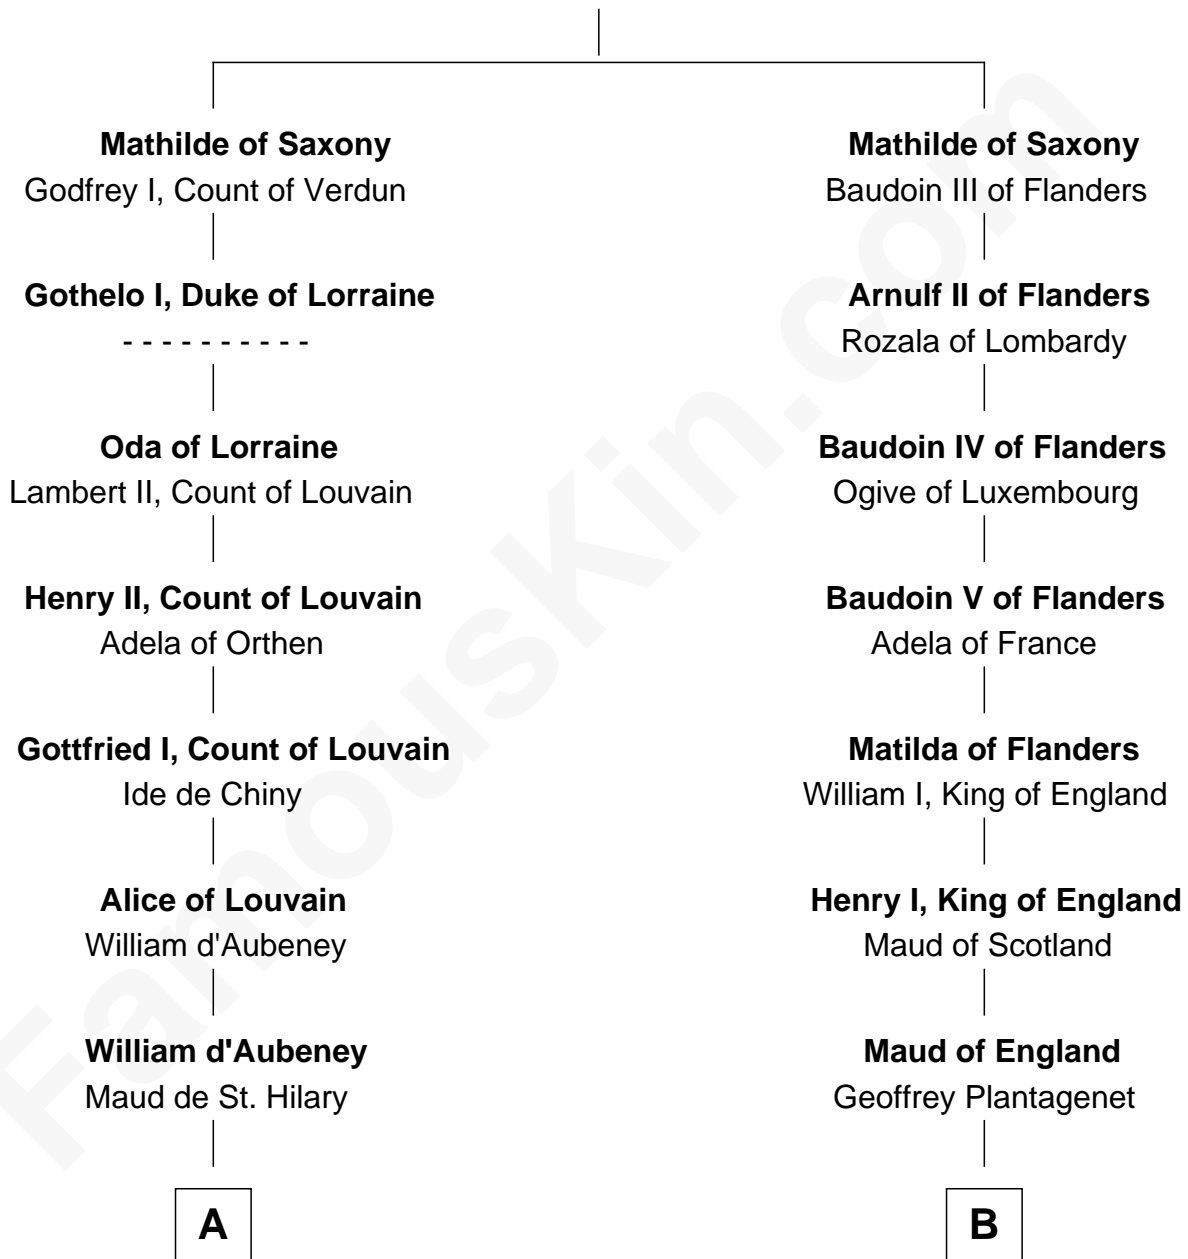 Mathilde of Saxony
Godfrey I, Count of Verdun
Gothelo I, Duke of Lorraine
- - - - - - - - - -
Oda of Lorraine
Lambert II, Count of Louvain
Henry II, Count of Louvain
Adela of Orthen
Gottfried I, Count of Louvain
Ide de Chiny
Alice of Louvain
William d'Aubeney
William d'Aubeney
Maud de St. Hilary
A
Mathilde of Saxony
Baudoin III of Flanders
Arnulf II of Flanders
Rozala of Lombardy
Baudoin IV of Flanders
Ogive of Luxembourg
Baudoin V of Flanders
Adela of France
Matilda of Flanders
William I, King of England
Henry I, King of England
Maud of Scotland
Maud of England
Geoffrey Plantagenet
B
FamousKin.com